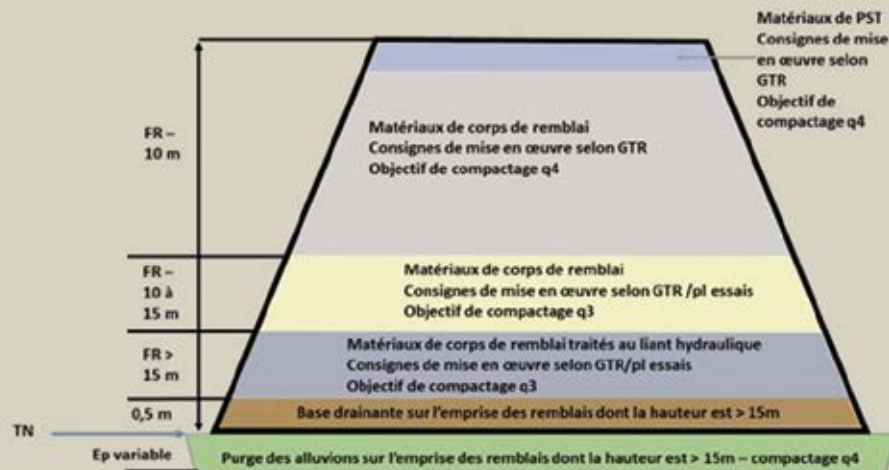 Matériaux de PST
Consignes de mise
en œuvre selon
GTR
Objectif de
compactage q4
FR –
10 m
Matériaux de corps de remblai
Consignes de mise en œuvre selon GTR
Objectif de compactage q4
FR –
10 à
15 m
Matériaux de corps de remblai
Consignes de mise en œuvre selon GTR /pl essais
Objectif de compactage q3
FR >
15 m
Matériaux de corps de remblai traités au liant hydraulique
Consignes de mise en œuvre selon GTR/pl essais
Objectif de compactage q3
0,5 m
Base drainante sur l'emprise des remblais dont la hauteur est > 15m
TN
Ep variable
Purge des alluvions sur l'emprise des remblais dont la hauteur est > 15m – compactage q4